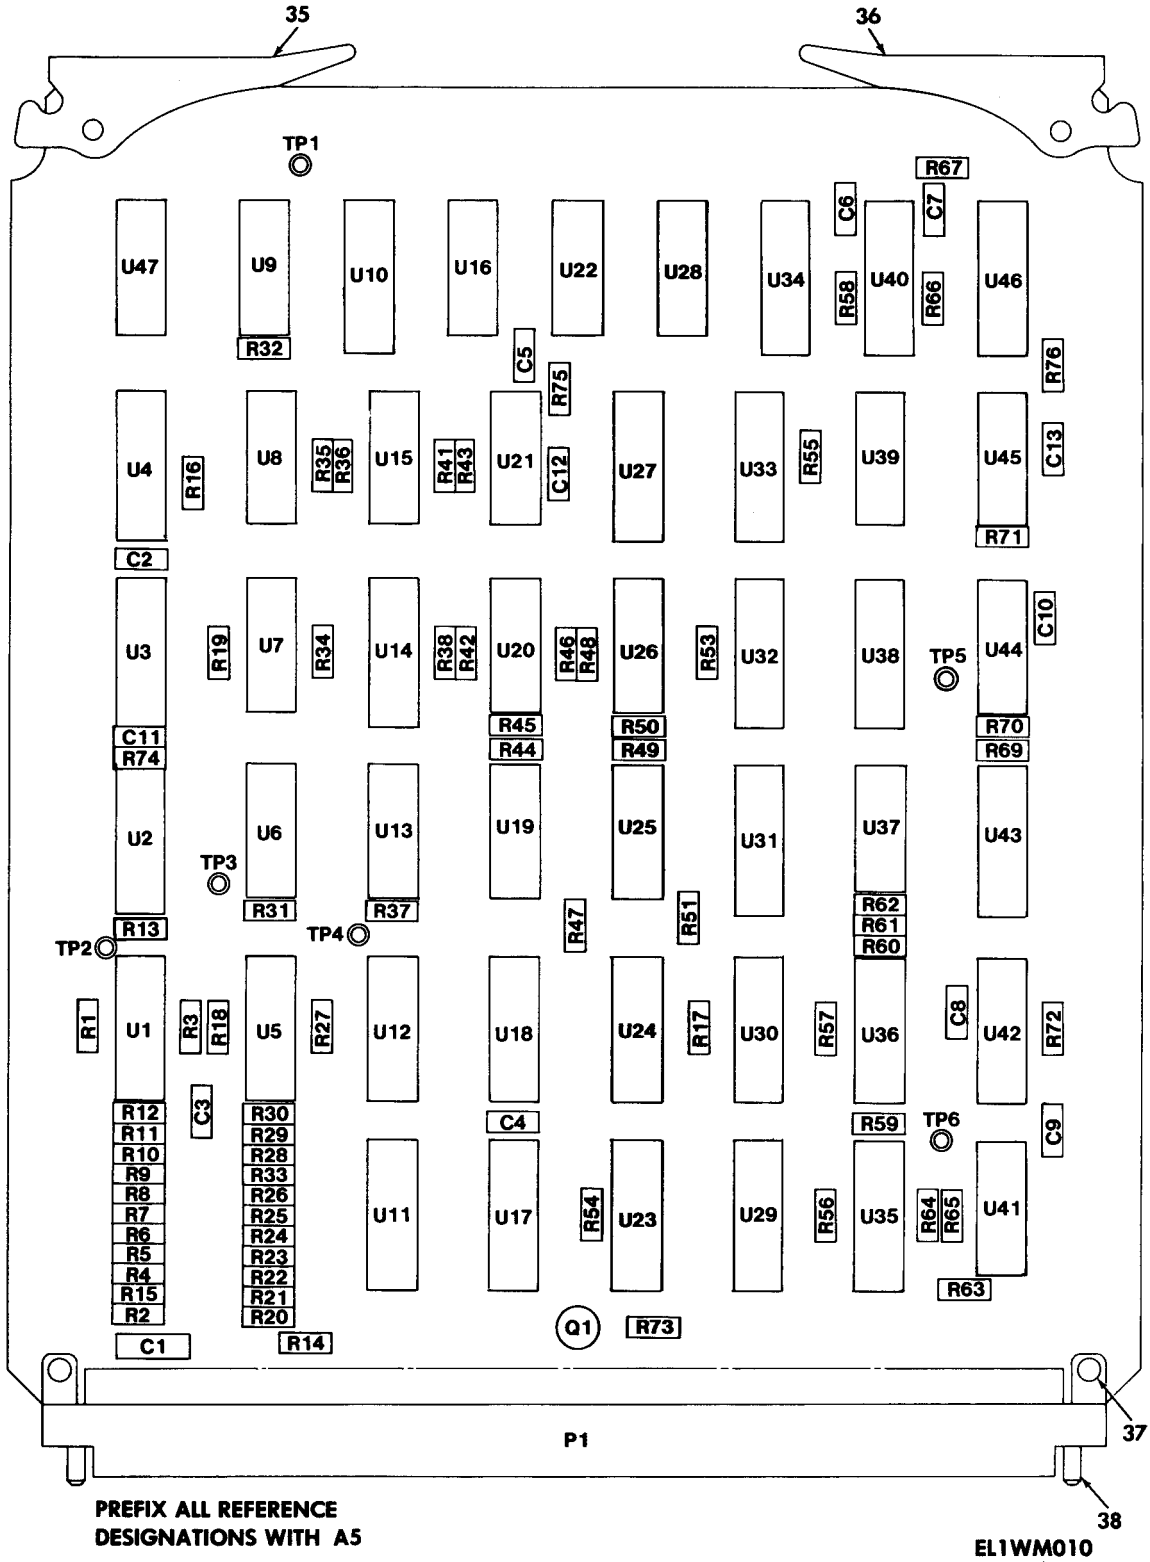 35
36
TP1
R67
C6
C7
U47
U9
U10
U16
U22
U28
U34
U40
U46
R58
R66
R32
C5
R75
R76
U4
R16
U8
R35
R36
U15
R41
R43
U21
C12
U27
U33
R55
U39
U45
C13
R71
C2
U3
R19
U7
R34
U14
R38
R42
U20
R46
R48
U26
R53
U32
U38
TP5
U44
C10
C11
R74
R45
R44
R50
R49
R70
R69
U2
TP3
U6
U13
U19
U25
U31
U37
U43
R13
R31
R37
R47
R51
R62
R61
R60
TP2
TP4
R1
U1
R3
R18
U5
R27
U12
U18
U24
R17
U30
R57
U36
C8
U42
R72
C3
C4
R59
TP6
C9
R12
R11
R10
R9
R8
R7
R6
R5
R4
R15
R2
R30
R29
R28
R33
R26
R25
R24
R23
R22
R21
R20
U11
U17
R54
U23
U29
R56
U35
R64
R65
U41
R63
C1
R14
Q1
R73
37
P1
38
PREFIX ALL REFERENCE
DESIGNATIONS WITH A5
EL1WM010